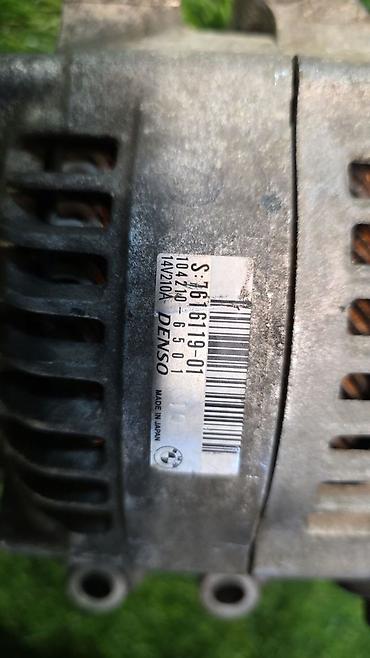 S:7616119-01
104210-6501
14V210A DENSO
MADE IN JAPAN